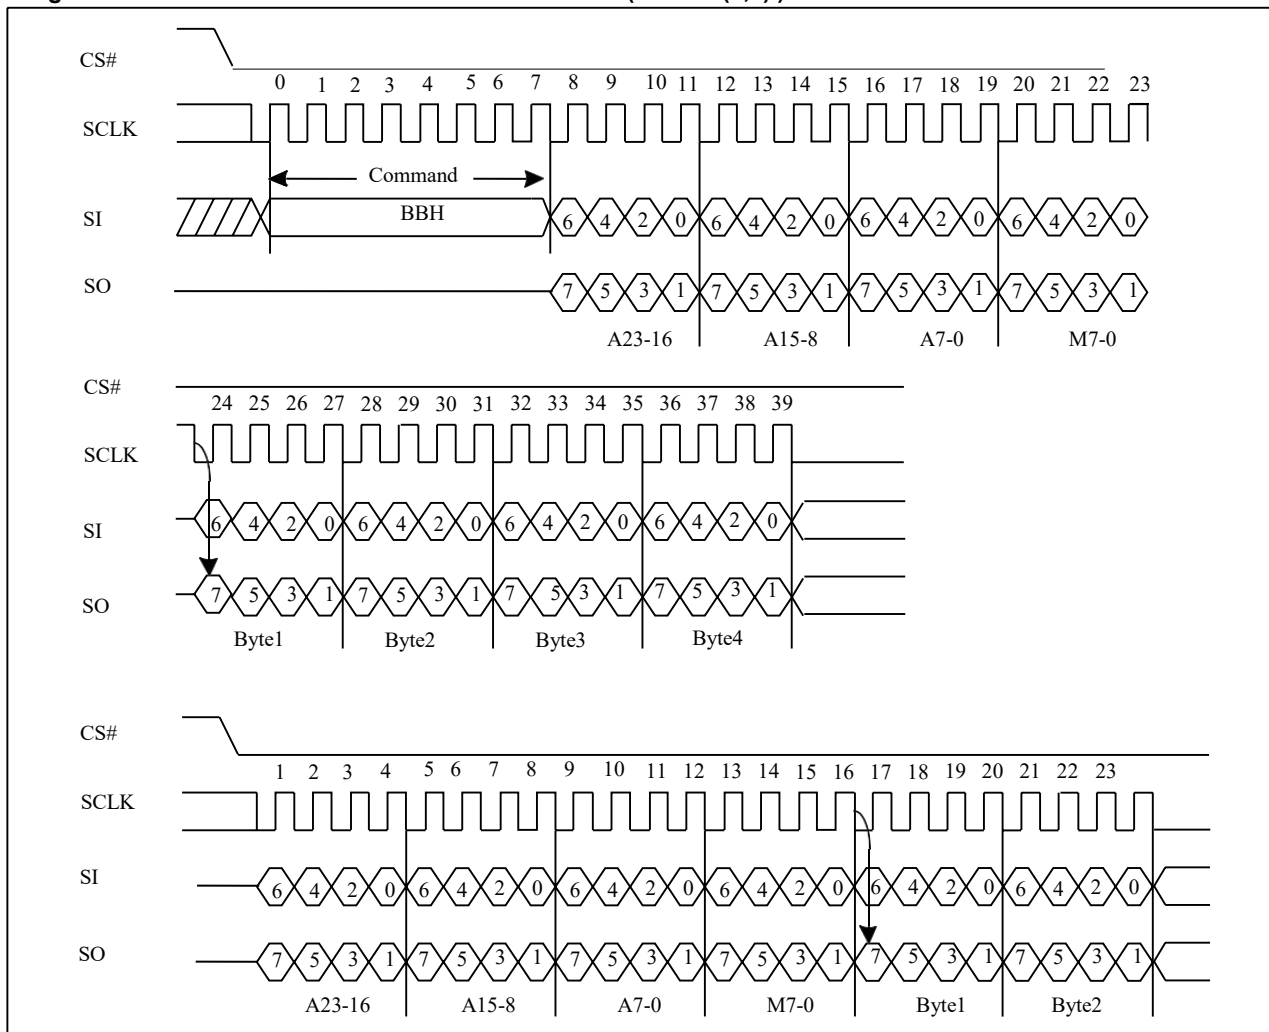 CS#
0 1 2 3 4 5 6 7 8 9 10 11 12 13 14 15 16 17 18 19 20 21 22 23
SCLK
Command
SI BBH 6 4 2 0 6 4 2 0 6 4 2 0 6 4 2 0
SO 7 5 3 1 7 5 3 1 7 5 3 1 7 5 3 1
A23-16 A15-8 A7-0 M7-0
CS#
24 25 26 27 28 29 30 31 32 33 34 35 36 37 38 39
SCLK
SI 6 4 2 0 6 4 2 0 6 4 2 0 6 4 2 0
SO 7 5 3 1 7 5 3 1 7 5 3 1 7 5 3 1
Byte1 Byte2 Byte3 Byte4
CS#
1 2 3 4 5 6 7 8 9 10 11 12 13 14 15 16 17 18 19 20 21 22 23
SCLK
SI 6 4 2 0 6 4 2 0 6 4 2 0 6 4 2 0 6 4 2 0 6 4 2 0
SO 7 5 3 1 7 5 3 1 7 5 3 1 7 5 3 1 7 5 3 1 7 5 3 1
A23-16 A15-8 A7-0 M7-0 Byte1 Byte2